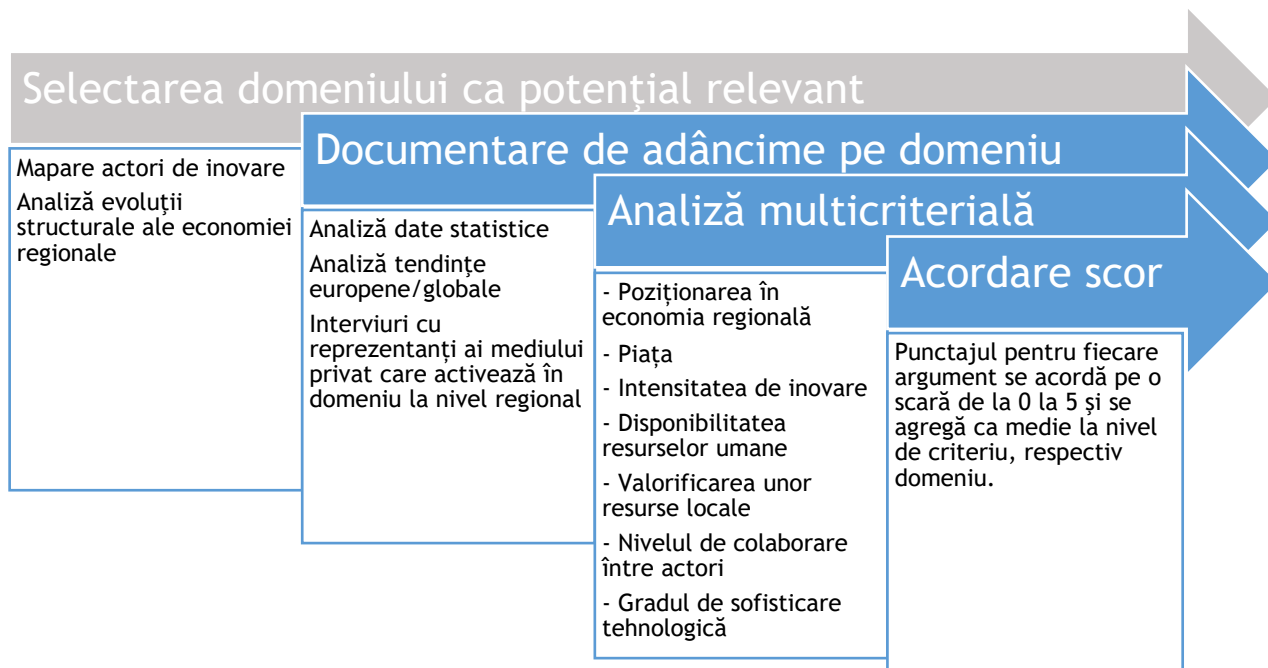 Selectarea domeniului ca potențial relevant
Mapare actori de inovare
Analiză evoluții
structurale ale economiei
regionale
Documentare de adâncime pe domeniu
Analiză date statistice
Analiză tendințe
europene/globale
Interviuri cu
reprezentanți ai mediului
privat care activează în
domeniu la nivel regional
Analiză multicriterială
- Poziționarea în
economia regională
- Piața
- Intensitatea de inovare
- Disponibilitatea
resurselor umane
- Valorificarea unor
resurse locale
- Nivelul de colaborare
între actori
- Gradul de sofisticare
tehnologică
Acordare scor
Punctajul pentru fiecare
argument se acordă pe o
scară de la 0 la 5 și se
agregă ca medie la nivel
de criteriu, respectiv
domeniu.